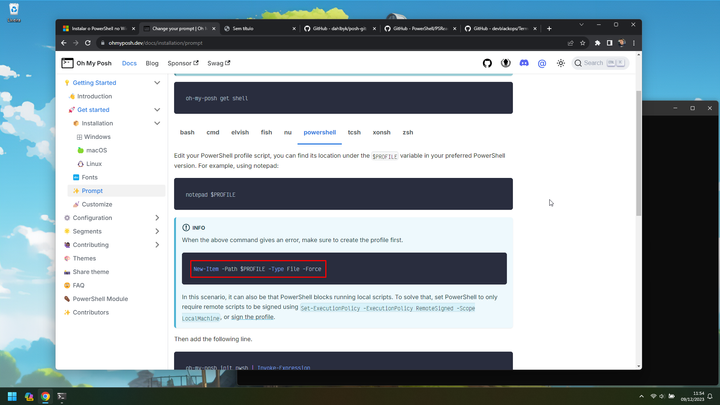 Instalar o PowerShell no W
Change your prompt | Oh M
Sem título
GitHub - dahlbyk/posh-git
GitHub - PowerShell/PSRe
GitHub - devblackops/Term
ohmyposh.dev/docs/installation/prompt
Oh My Posh
Docs
Blog
Sponsor
Swag
Search
Getting Started
Introduction
Get started
Installation
Windows
macOS
Linux
Fonts
Prompt
Customize
Configuration
Segments
Contributing
Themes
Share theme
FAQ
PowerShell Module
Contributors
oh-my-posh get shell
bash cmd elvish fish nu powershell tcsh xonsh zsh
Edit your PowerShell profile script, you can find its location under the $PROFILE variable in your preferred PowerShell
version. For example, using notepad:
notepad $PROFILE
INFO
When the above command gives an error, make sure to create the profile first.
New-Item -Path $PROFILE -Type File -Force
In this scenario, it can also be that PowerShell blocks running local scripts. To solve that, set PowerShell to only
require remote scripts to be signed using Set-ExecutionPolicy -ExecutionPolicy RemoteSigned -Scope
LocalMachine, or sign the profile.
Then add the following line.
oh-my-posh init pwsh | Invoke-Expression
11:54
09/12/2023